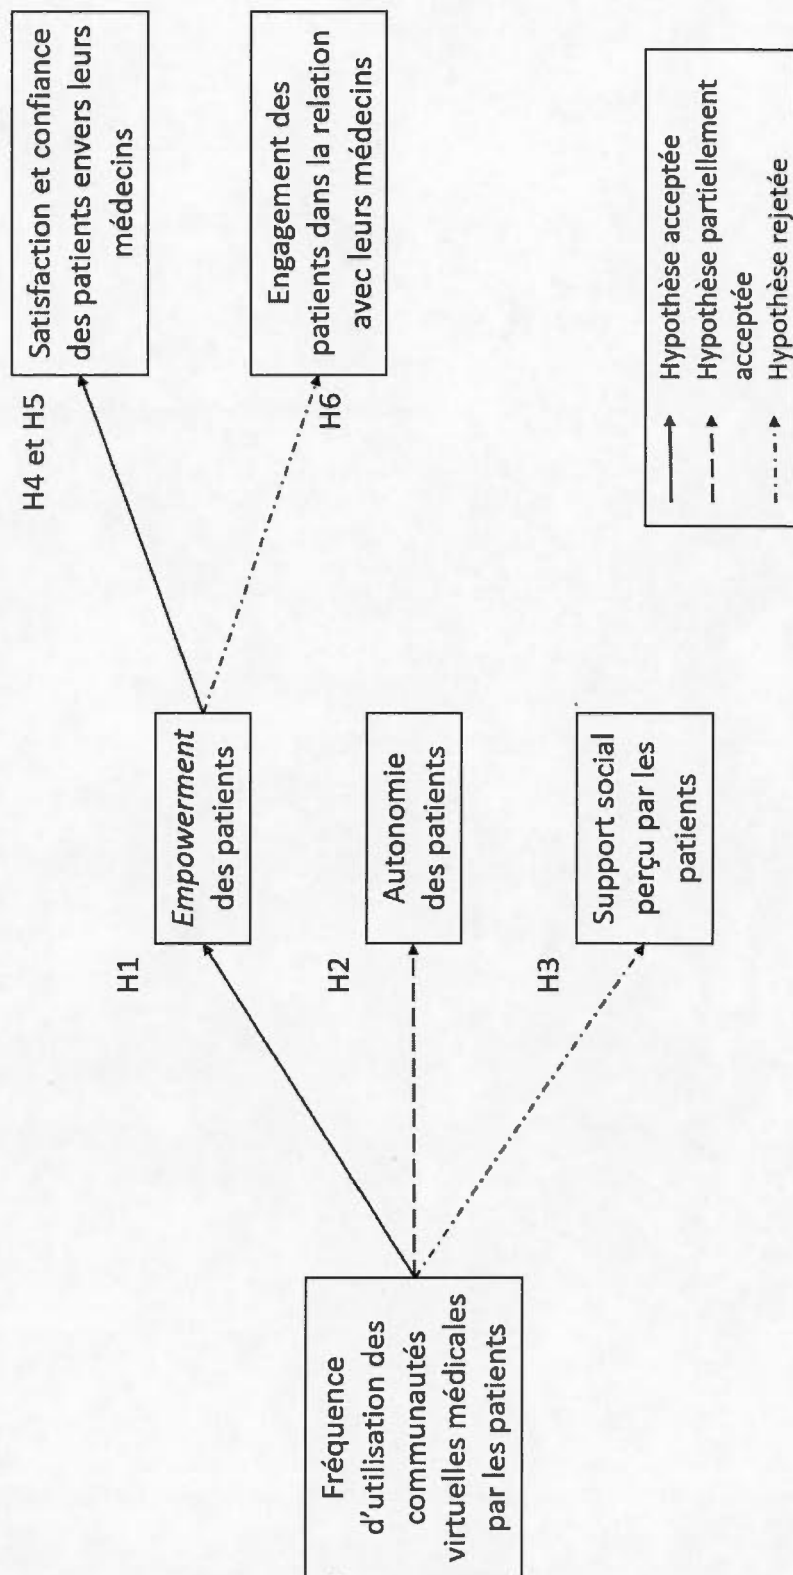 Fréquence
d'utilisation des
communautés
virtuelles médicales
par les patients
H1
Empowerment
des patients
H2
Autonomie
des patients
H3
Support social
perçu par les
patients
H4 et H5
Satisfaction et confiance
des patients envers leurs
médecins
H6
Engagement des
patients dans la relation
avec leurs médecins
Hypothèse acceptée
Hypothèse partiellement
acceptée
Hypothèse rejetée